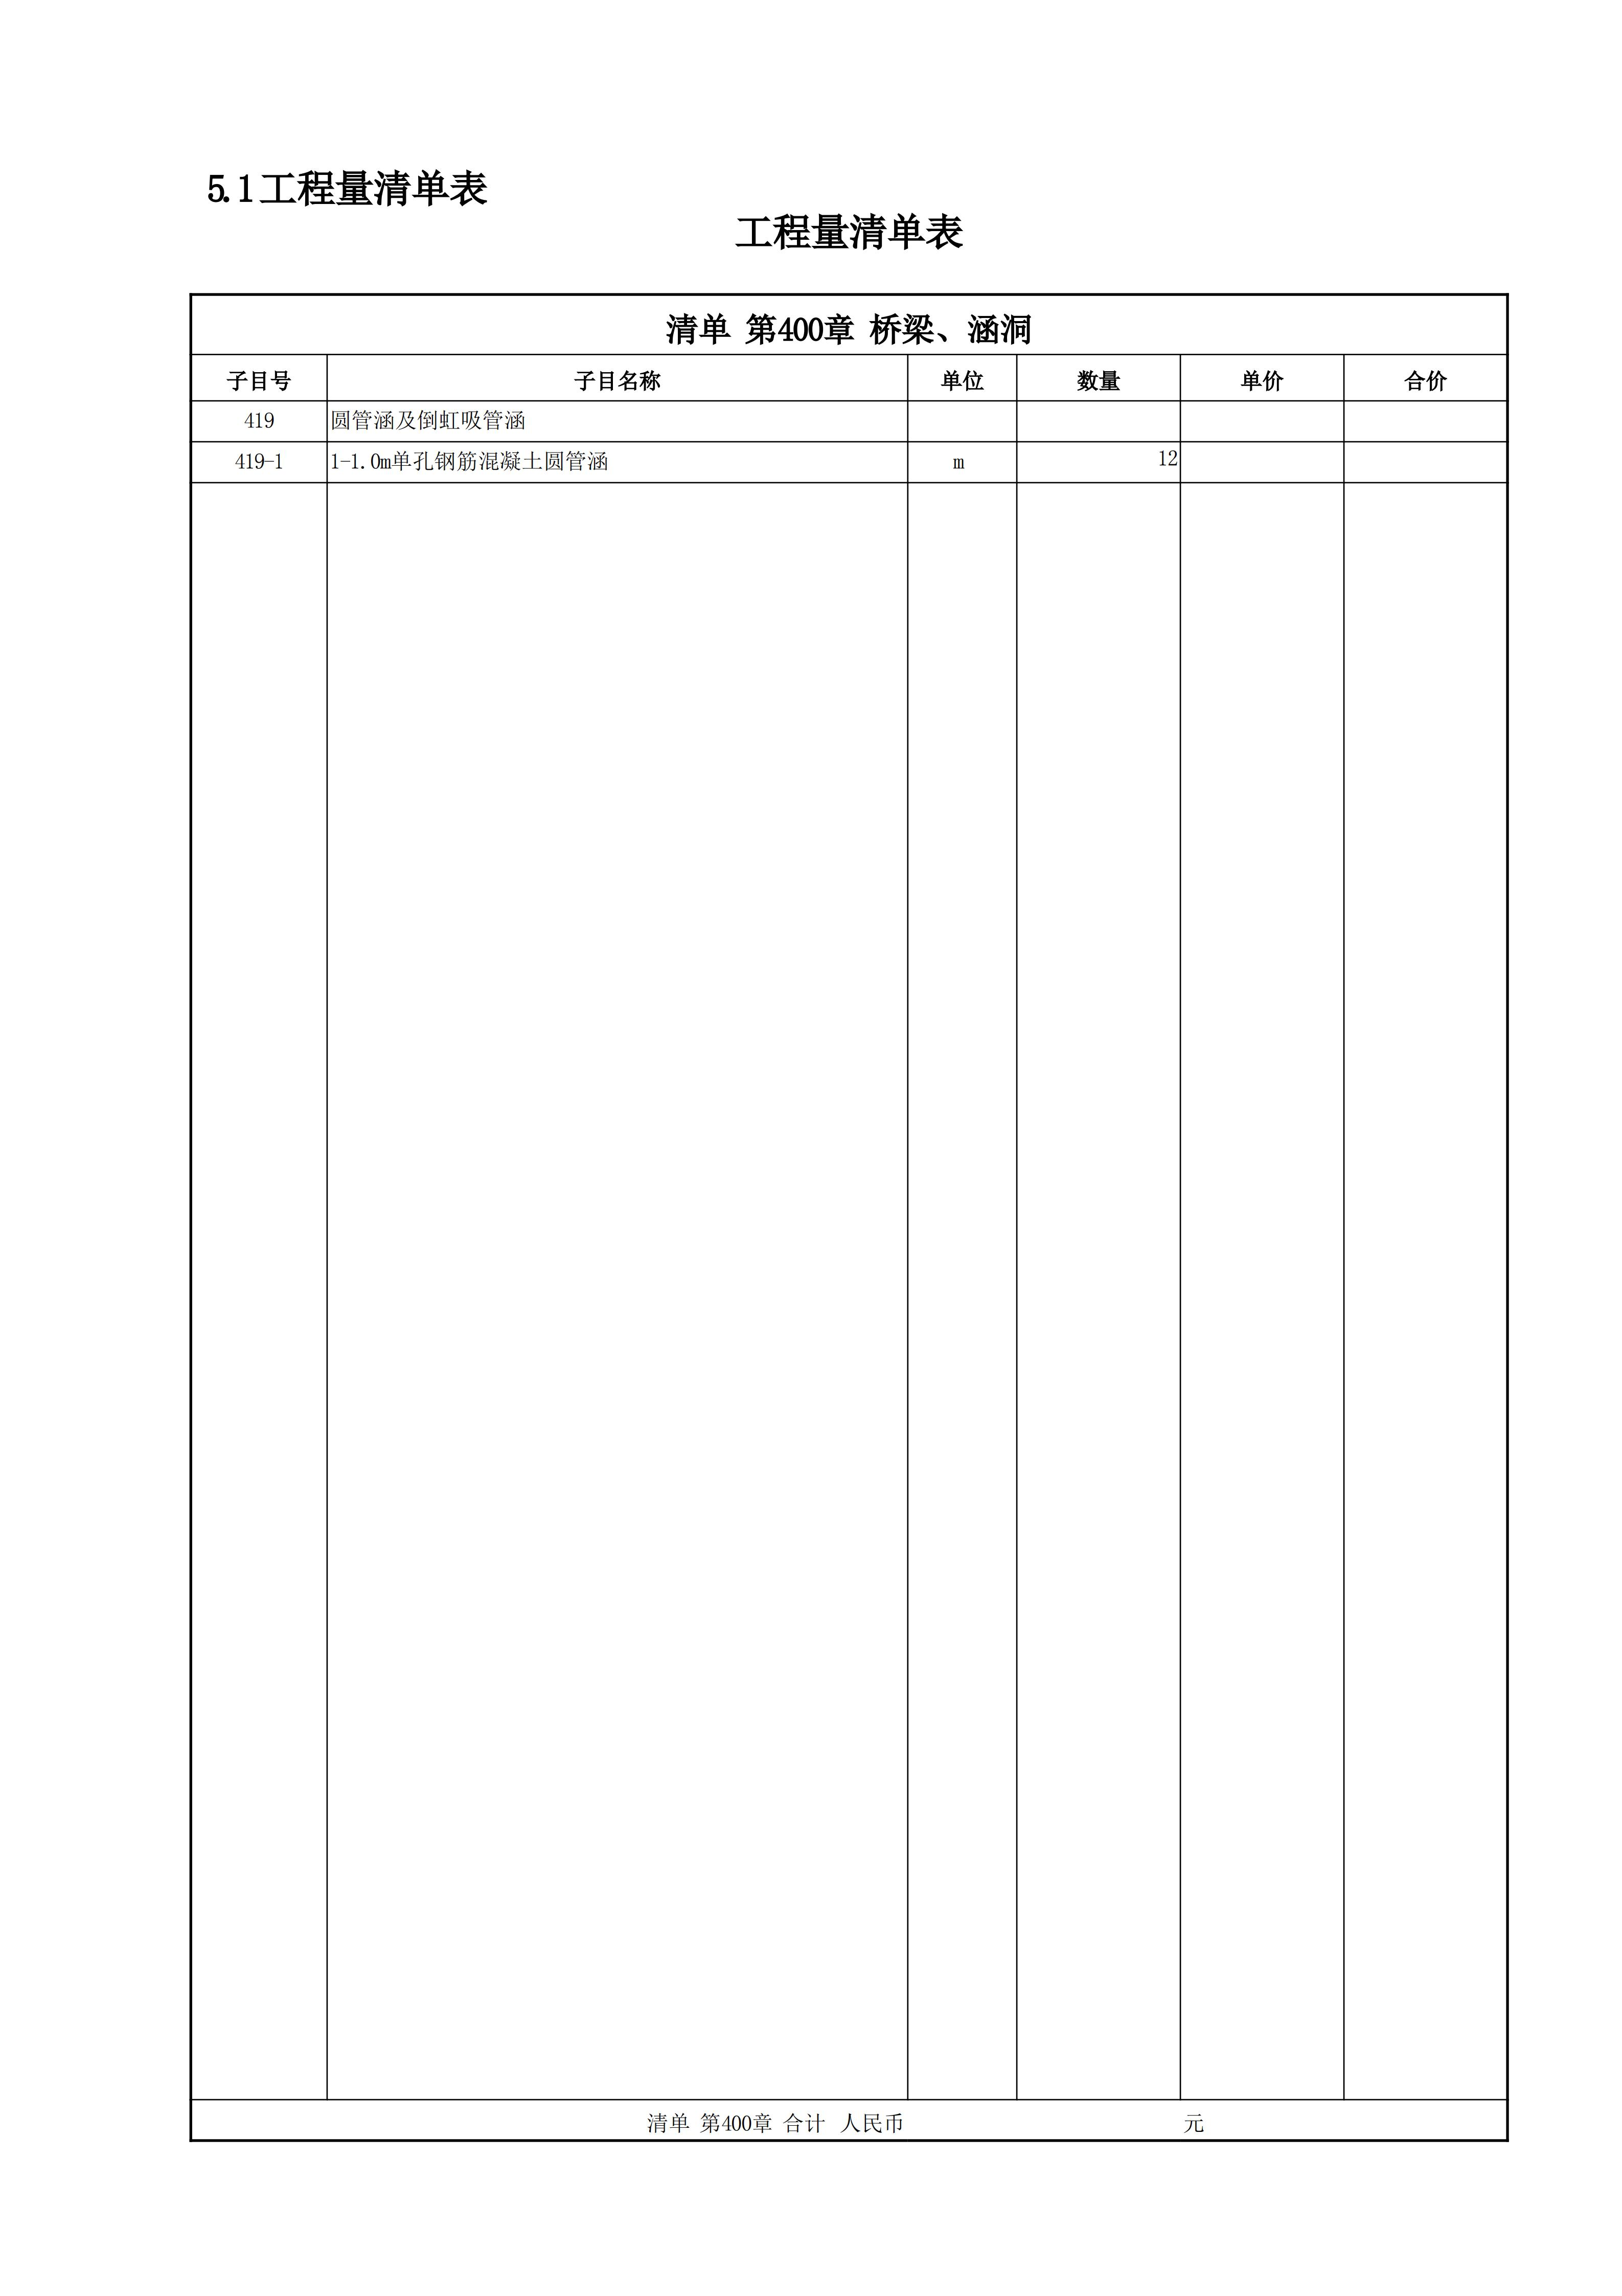 5.1工程量清单表
工程量清单表
清单 第400章 桥梁、涵洞
子目号 子目名称 单位 数量 单价 合价
419 圆管涵及倒虹吸管涵
419-1 1-1.0m单孔钢筋混凝土圆管涵 m 12
清单 第400章 合计 人民币 元